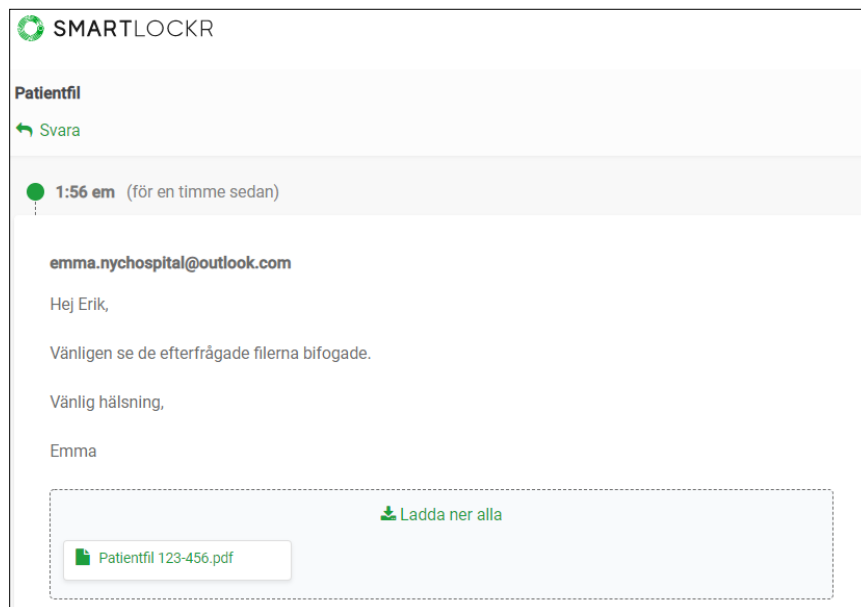 SMARTLOCKR
Patientfil
Svara
1:56 em (för en timme sedan)
emma.nychospital@outlook.com
Hej Erik,
Vänligen se de efterfrågade filerna bifogade.
Vänlig hälsning,
Emma
Ladda ner alla
Patientfil 123-456.pdf